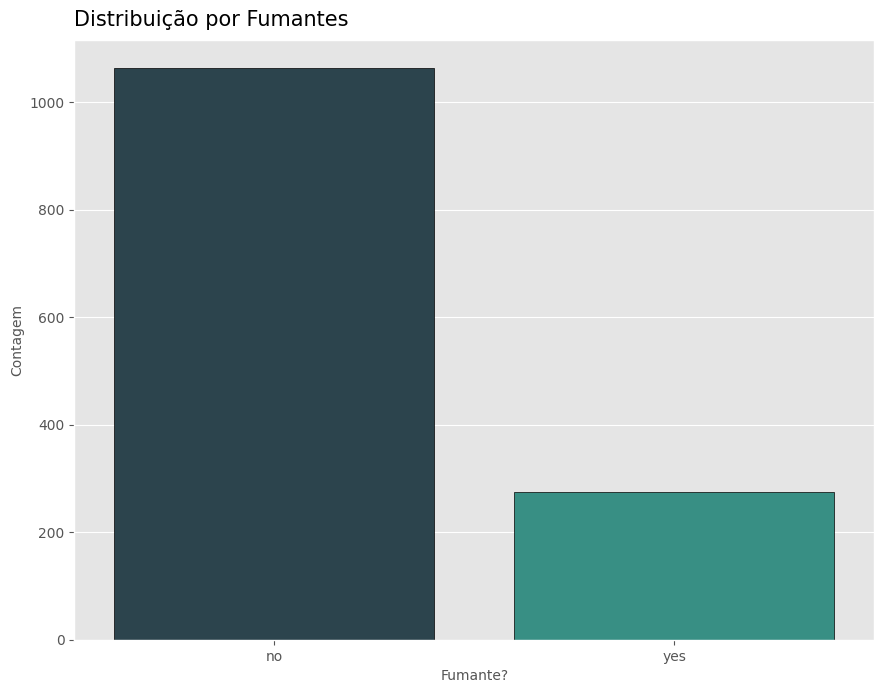 Distribuição por Fumantes
1000
800
600
400
200
0
Contagem
no
yes
Fumante?